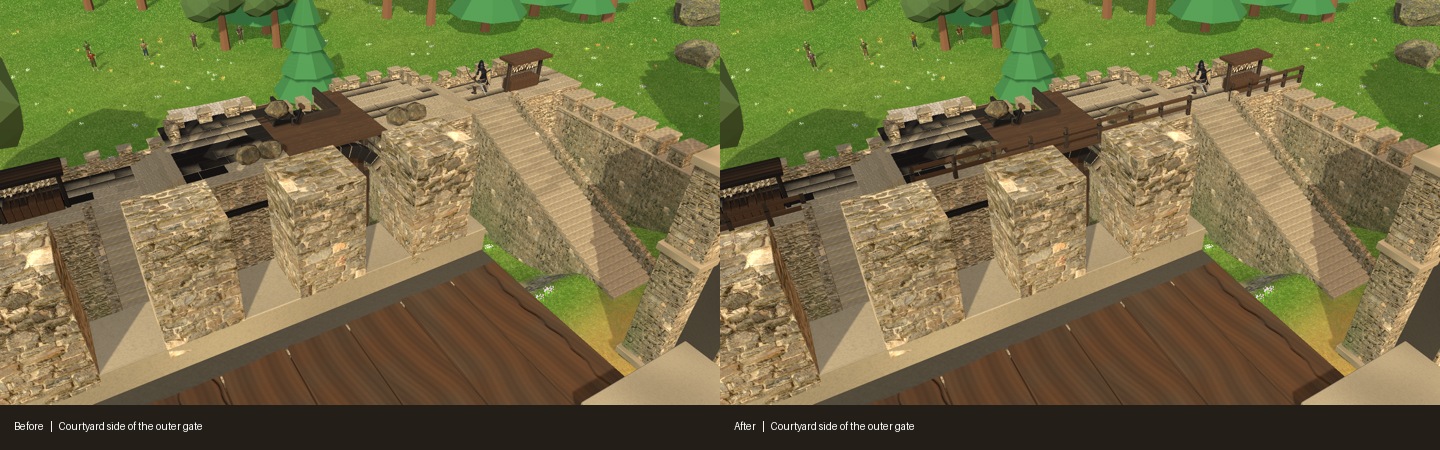 Before | Courtyard side of the outer gate
After | Courtyard side of the outer gate